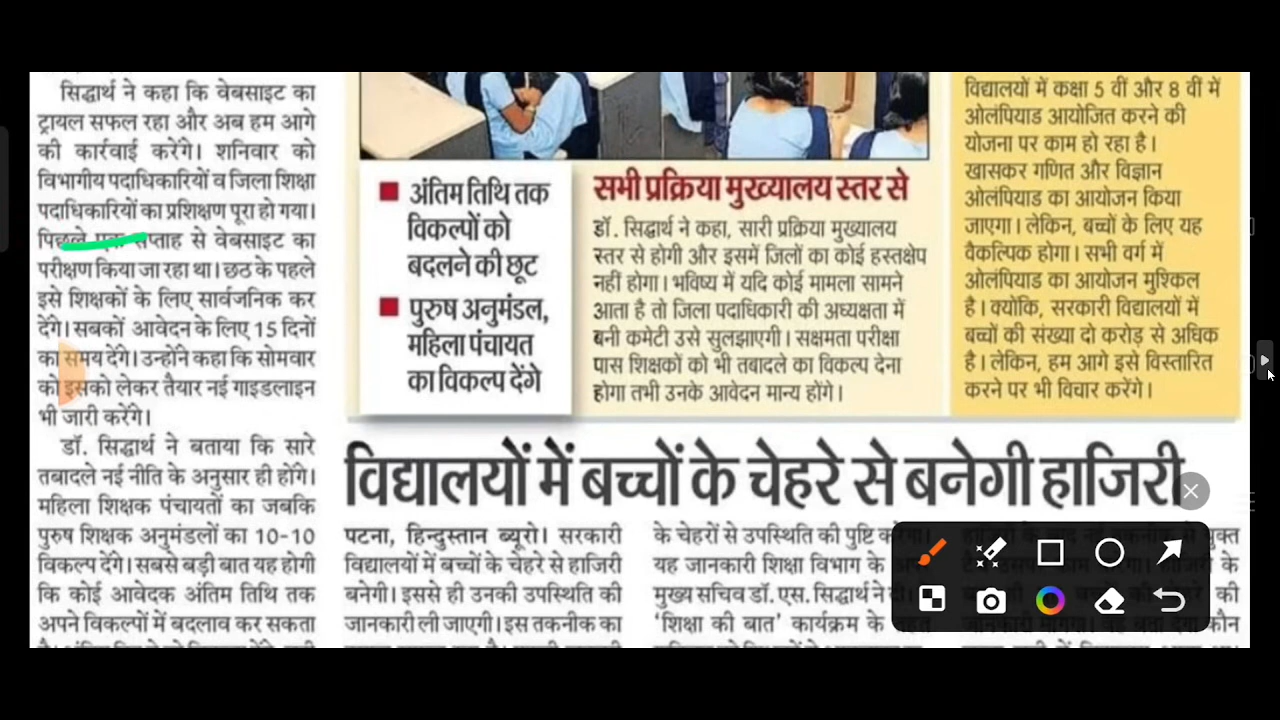 सिद्धार्थ ने कहा कि वेबसाइट का
ट्रायल सफल रहा और अब हम आगे
की कार्रवाई करेंगे। शनिवार को
विभागीय पदाधिकारियों व जिला शिक्षा
पदाधिकारियों का प्रशिक्षण पूरा हो गया।
पिछले एक सप्ताह से वेबसाइट का
परीक्षण किया जा रहा था। छठ के पहले
इसे शिक्षकों के लिए सार्वजनिक कर
देंगे। सबकों आवेदन के लिए 15 दिनों
का समय देंगे। उन्होंने कहा कि सोमवार
को इसको लेकर तैयार नई गाइडलाइन
भी जारी करेंगे।
डॉ. सिद्धार्थ ने बताया कि सारे
तबादले नई नीति के अनुसार ही होंगे।
महिला शिक्षक पंचायतों का जबकि
पुरुष शिक्षक अनुमंडलों का 10-10
विकल्प देंगे। सबसे बड़ी बात यह होगी
कि कोई आवेदक अंतिम तिथि तक
अपने विकल्पों में बदलाव कर सकता
अंतिम तिथि तक
विकल्पों को
बदलने की छूट
पुरुष अनुमंडल,
महिला पंचायत
का विकल्प देंगे
सभी प्रक्रिया मुख्यालय स्तर से
डॉ. सिद्धार्थ ने कहा, सारी प्रक्रिया मुख्यालय
स्तर से होगी और इसमें जिलों का कोई हस्तक्षेप
नहीं होगा। भविष्य में यदि कोई मामला सामने
आता है तो जिला पदाधिकारी की अध्यक्षता में
बनी कमेटी उसे सुलझाएगी। सक्षमता परीक्षा
पास शिक्षकों को भी तबादले का विकल्प देना
होगा तभी उनके आवेदन मान्य होंगे।
विद्यालयों में कक्षा 5 वीं और 8 वीं में
ओलंपियाड आयोजित करने की
योजना पर काम हो रहा है।
खासकर गणित और विज्ञान
ओलंपियाड का आयोजन किया
जाएगा। लेकिन, बच्चों के लिए यह
वैकल्पिक होगा। सभी वर्ग में
ओलंपियाड का आयोजन मुश्किल
है। क्योंकि, सरकारी विद्यालयों में
बच्चों की संख्या दो करोड़ से अधिक
है। लेकिन, हम आगे इसे विस्तारित
करने पर भी विचार करेंगे।
विद्यालयों में बच्चों के चेहरे से बनेगी हाजिरी
पटना, हिन्दुस्तान ब्यूरो। सरकारी
विद्यालयों में बच्चों के चेहरे से हाजिरी
बनेगी। इससे ही उनकी उपस्थिति की
जानकारी ली जाएगी। इस तकनीक का
के चेहरों से उपस्थिति की पुष्टि करेगा।
यह जानकारी शिक्षा विभाग के अपर
मुख्य सचिव डॉ. एस. सिद्धार्थ ने दी।
‘शिक्षा की बात’ कार्यक्रम के तहत